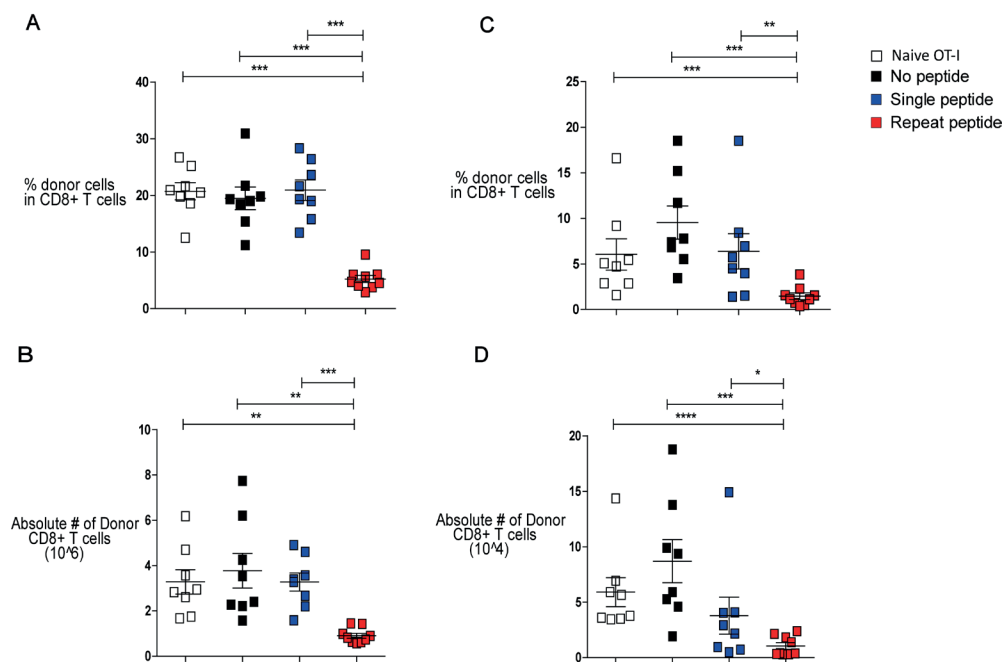 A
***
***
***
40
30
20
10
0
% donor cells
in CD8+ T cells
C
**
***
***
25
20
15
10
5
0
% donor cells
in CD8+ T cells
Naive OT-I
No peptide
Single peptide
Repeat peptide
B
***
**
**
10
8
6
4
2
0
Absolute # of Donor
CD8+ T cells
(10^6)
D
*
***
****
20
15
10
5
0
Absolute # of Donor
CD8+ T cells
(10^4)